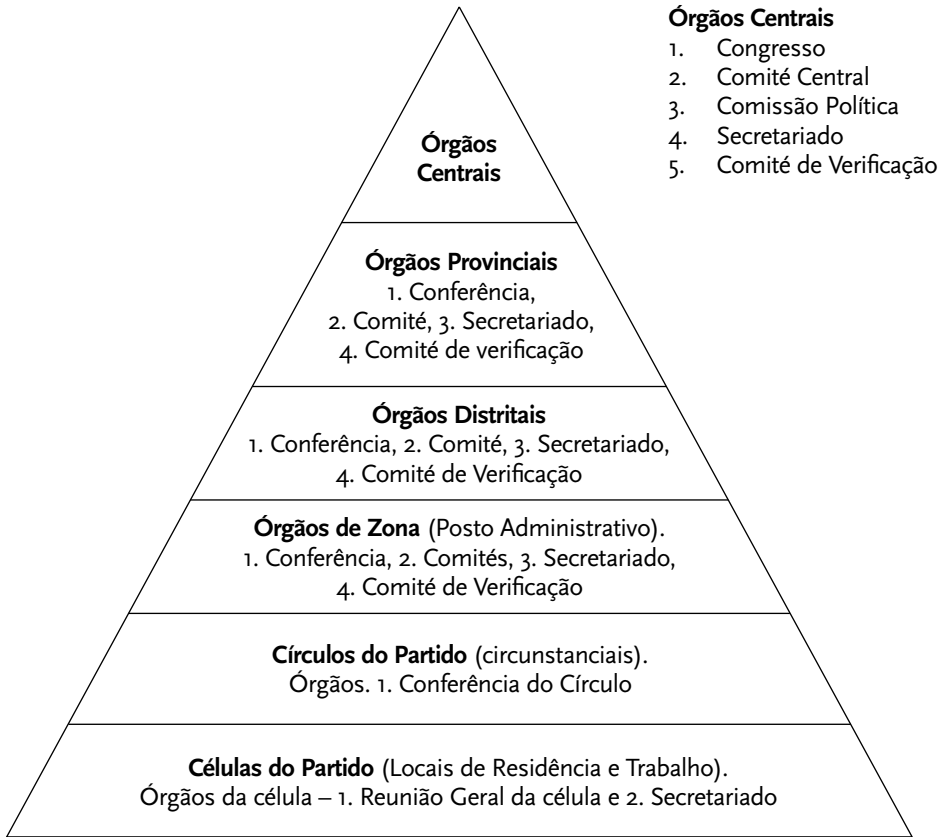 Órgãos Centrais
1. Congresso
2. Comité Central
3. Comissão Política
4. Secretariado
5. Comité de Verificação
Órgãos
Centrais
Órgãos Provinciais
1. Conferência,
2. Comité, 3. Secretariado,
4. Comité de verificação
Órgãos Distritais
1. Conferência, 2. Comité, 3. Secretariado,
4. Comité de Verificação
Órgãos de Zona (Posto Administrativo).
1. Conferência, 2. Comités, 3. Secretariado,
4. Comité de Verificação
Círculos do Partido (circunstanciais).
Órgãos. 1. Conferência do Círculo
Células do Partido (Locais de Residência e Trabalho).
Órgãos da célula – 1. Reunião Geral da célula e 2. Secretariado